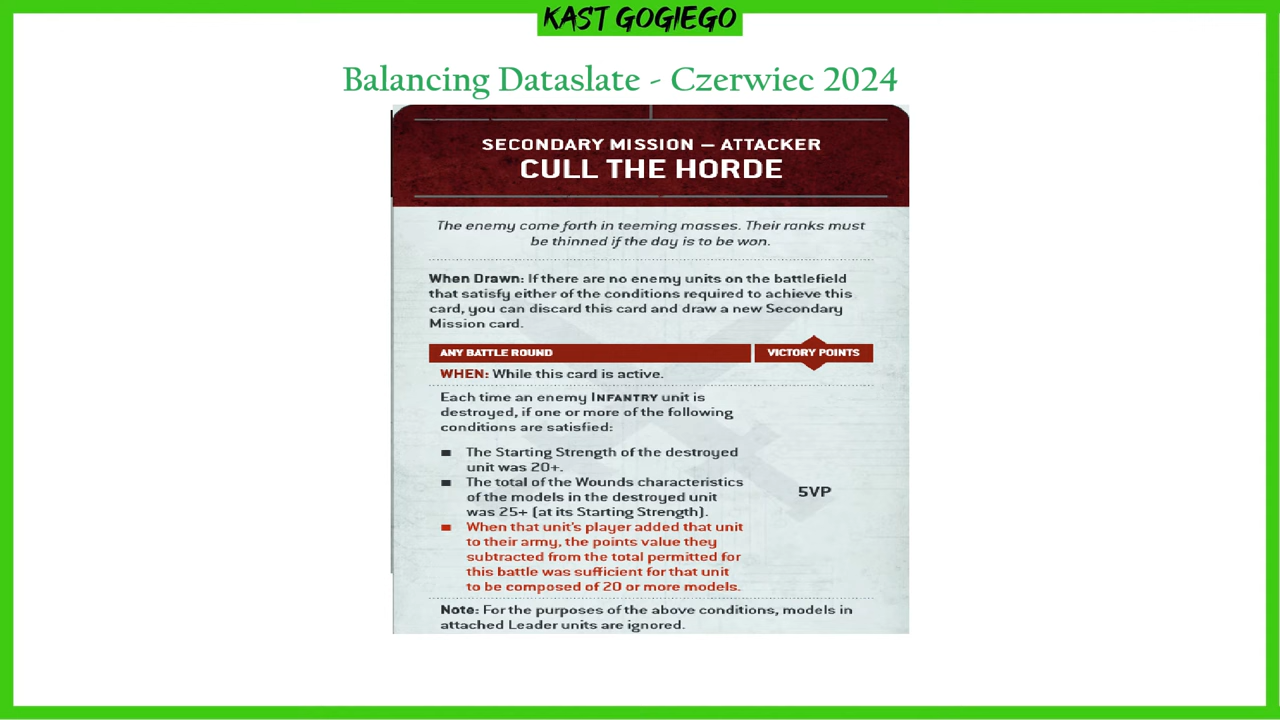 KAST GOGIEGO
Balancing Dataslate - Czerwiec 2024
SECONDARY MISSION – ATTACKER
CULL THE HORDE
The enemy come forth in teeming masses. Their ranks must
be thinned if the day is to be won.
When Drawn: If there are no enemy units on the battlefield
that satisfy either of the conditions required to achieve this
card, you can discard this card and draw a new Secondary
Mission card.
ANY BATTLE ROUND
VICTORY POINTS
WHEN: While this card is active.
Each time an enemy INFANTRY unit is
destroyed, if one or more of the following
conditions are satisfied:
■ The Starting Strength of the destroyed
unit was 20+.
■ The total of the Wounds characteristics
of the models in the destroyed unit
was 25+ (at its Starting Strength).
■ When that unit's player added that unit
to their army, the points value they
subtracted from the total permitted for
this battle was sufficient for that unit
to be composed of 20 or more models.
5VP
Note: For the purposes of the above conditions, models in
attached Leader units are ignored.